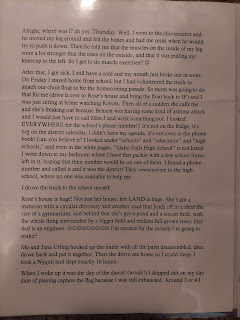 Alright, where was I? ah yes, Thursday. Well, I went to the chiropractor and
he moved my leg around and felt the bones and had me resist when he would
try to push it down. Then he told me that the muscles on the inside of my leg
were a lot stronger that the ones on the outside, and that it was pulling my
kneecap to the left. So I get to do muscle exercises!
After that, I got sick. I still have a cold and my mouth just broke out in sores.
On Friday I stayed home from school. but I had volunteered the truck to
attach our choir float to for the homecoming parade. So mom was going to do
that for me (drive it over to Rose's house and bring the float back to IF) and I
was just sitting at home watching Robots. Then all of a sudden she calls me
and she's freaking out because Benson was having some kind of asthma attack
and I would just have to call Marci and work something out. I looked
EVERYWHERE for the school's phone number! It's not on the fridge, it's
not on the district calendar, I didn't have my agenda, it's not even in the phone
book! Can you believe it? I looked under "schools" and "education" and "high
schools," and even in the white pages, "Idaho Falls High School" is not listed.
I went down to my bedroom where I have that packet with a few school forms
left in it, hoping that their number would be on one of them. I found a phone
number and called it and it was the district! They connected me to the high
school, where no one was available to help me.
I drove the truck to the school myself.
Rose's house is huge! Not just her house, her LAND is huge. She's got a
mansion with a circular driveway and another road that leads off to a shed the
size of a gymnasium, and behind that she's got a pond and a soccer field, with
the whole thing surrounded by a bigger field and endless full-grown trees. Her
dad is an engineer. I'm excited for the money I'm going to
make!
Me and Jana Urling hooked up the trailer with all the parts disassembled, then
drove back and put it together. Then she drove me home so I could sleep. I
took a Nyquil and slept exactly 16 hours.
When I woke up it was the day of the dance! (woah!) I dragged out on my day
date of playing capture the flag because I was still exhausted. Around 3 or 4 I